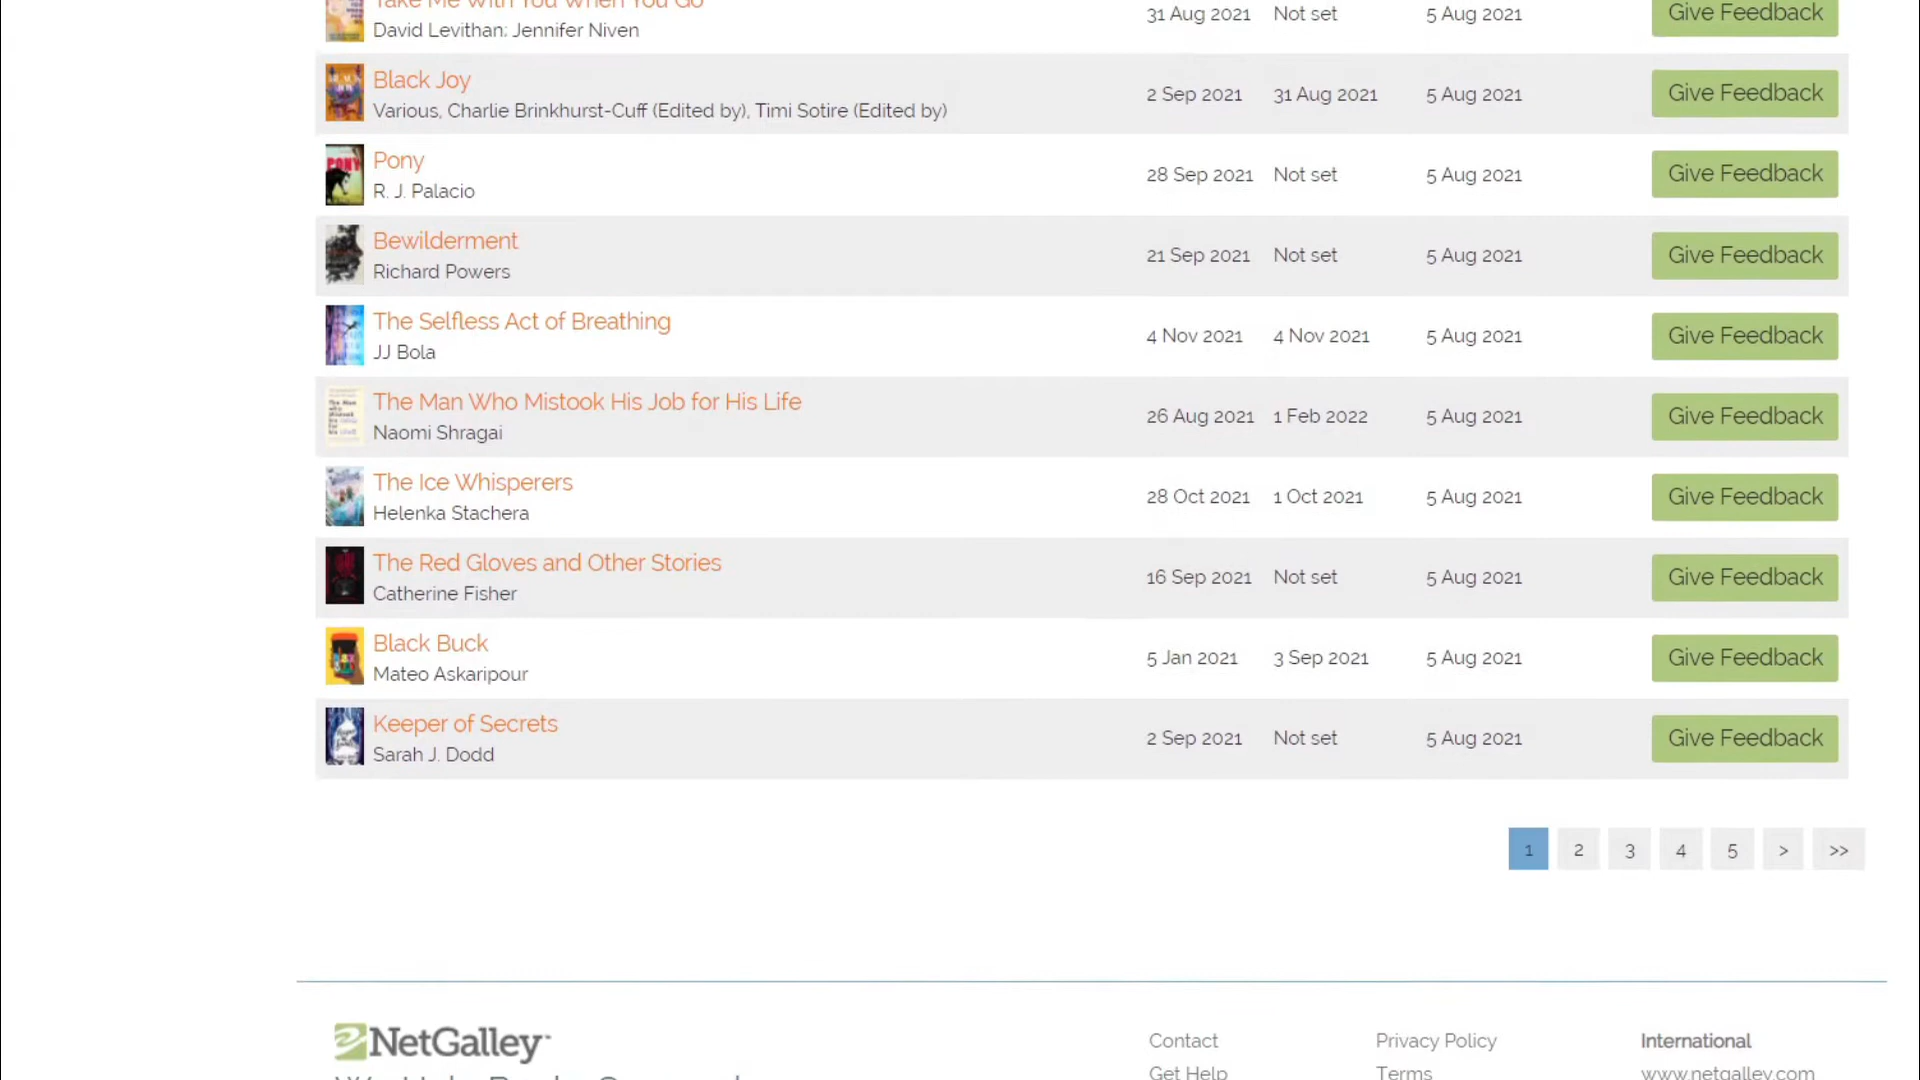 Take Me With You When You Go
David Levithan; Jennifer Niven
31 Aug 2021 Not set 5 Aug 2021 Give Feedback
Black Joy
Various, Charlie Brinkhurst-Cuff (Edited by), Timi Sotire (Edited by)
2 Sep 2021 31 Aug 2021 5 Aug 2021 Give Feedback
Pony
R. J. Palacio
28 Sep 2021 Not set 5 Aug 2021 Give Feedback
Bewilderment
Richard Powers
21 Sep 2021 Not set 5 Aug 2021 Give Feedback
The Selfless Act of Breathing
JJ Bola
4 Nov 2021 4 Nov 2021 5 Aug 2021 Give Feedback
The Man Who Mistook His Job for His Life
Naomi Shragai
26 Aug 2021 1 Feb 2022 5 Aug 2021 Give Feedback
The Ice Whisperers
Helenka Stachera
28 Oct 2021 1 Oct 2021 5 Aug 2021 Give Feedback
The Red Gloves and Other Stories
Catherine Fisher
16 Sep 2021 Not set 5 Aug 2021 Give Feedback
Black Buck
Mateo Askaripour
5 Jan 2021 3 Sep 2021 5 Aug 2021 Give Feedback
Keeper of Secrets
Sarah J. Dodd
2 Sep 2021 Not set 5 Aug 2021 Give Feedback
1 2 3 4 5 > >>
NetGalley
Contact Privacy Policy International
Get Help Terms www.netgalley.com